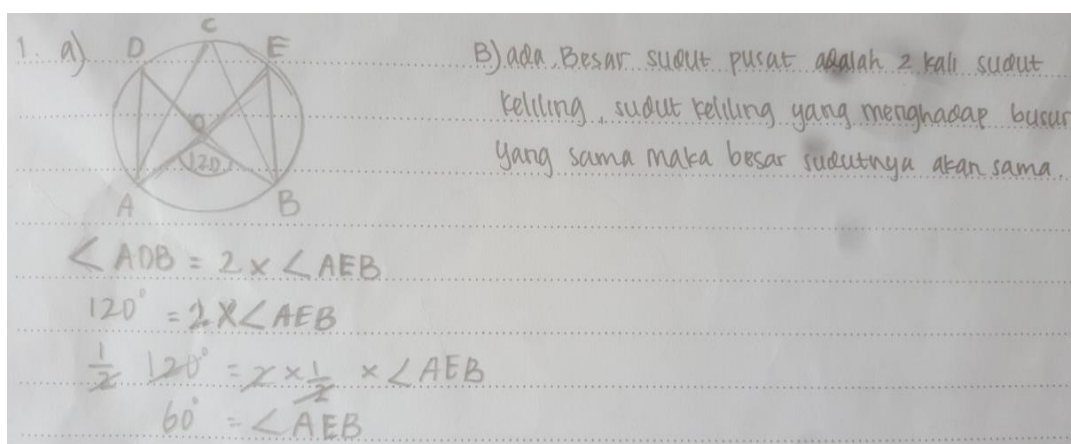 1. a)
C
D E
O
120
A B
∠AOB = 2 x ∠AEB
120° = 2 x ∠AEB
1/2 120° = 2 x 1/2 x ∠AEB
60° = ∠AEB
B) ada. Besar sudut pusat adalah 2 kali sudut
keliling, sudut keliling yang menghadap busur
yang sama maka besar sudutnya akan sama.